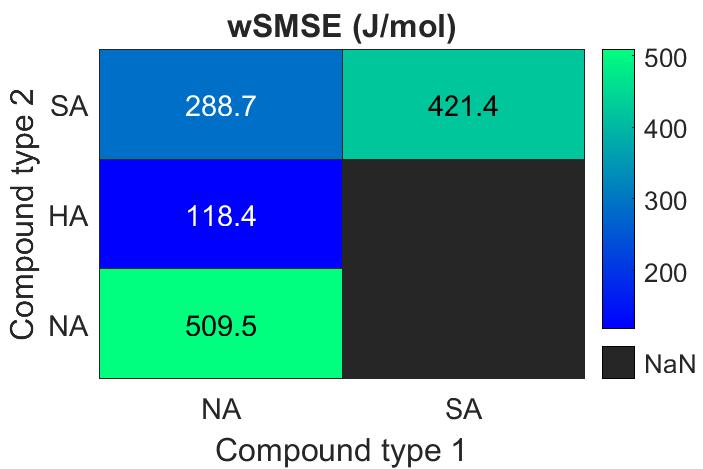 wSMSE (J/mol)
Compound type 2
SA
288.7
421.4
HA
118.4
NA
509.5
NA
SA
Compound type 1
500
400
300
200
NaN